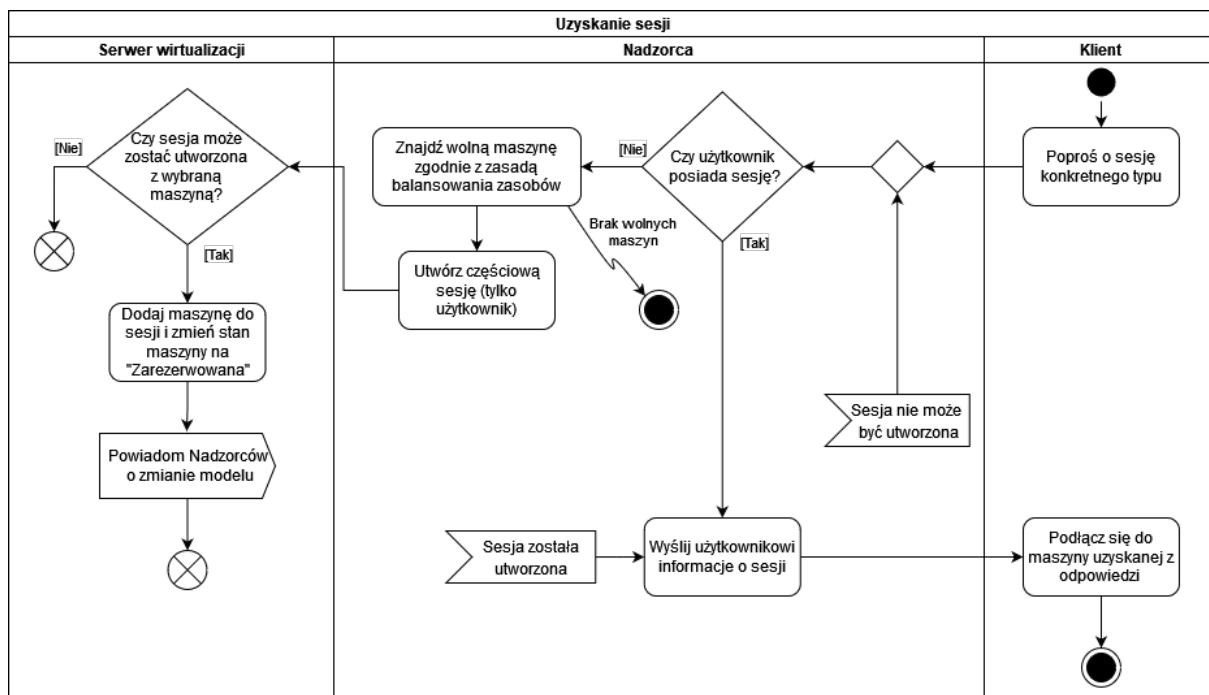 Uzyskanie sesji
Serwer wirtualizacji
Nadzorca
Klient
Czy sesja może
zostać utworzona
z wybraną
maszyną?
[Nie]
[Tak]
Dodaj maszynę do
sesji i zmień stan
maszyny na
"Zarezerwowana"
Powiadom Nadzorców
o zmianie modelu
Znajdź wolną maszynę
zgodnie z zasadą
balansowania zasobów
Brak wolnych
maszyn
Utwórz częściową
sesję (tylko
użytkownik)
[Nie]
Czy użytkownik
posiada sesję?
[Tak]
Sesja nie może
być utworzona
Sesja została
utworzona
Wyślij użytkownikowi
informacje o sesji
Poproś o sesję
konkretnego typu
Podłącz się do
maszyny uzyskanej z
odpowiedzi